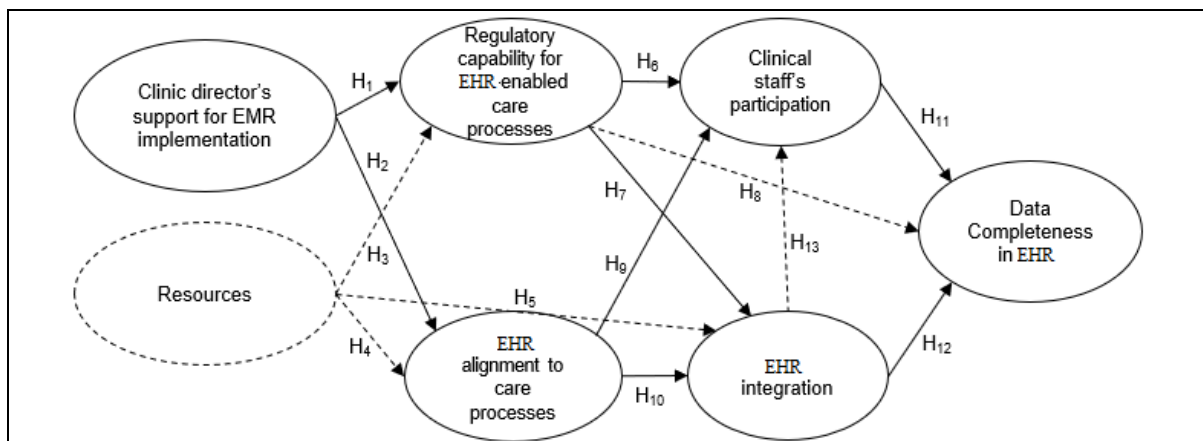 Clinic director's
support for EMR
implementation
Resources
H1
H2
H3
H4
H5
Regulatory
capability for
EHR-enabled
care
processes
EHR
alignment to
care
processes
H6
H7
H8
H9
H10
Clinical
staff's
participation
H13
EHR
integration
H11
H12
Data
Completeness
in EHR